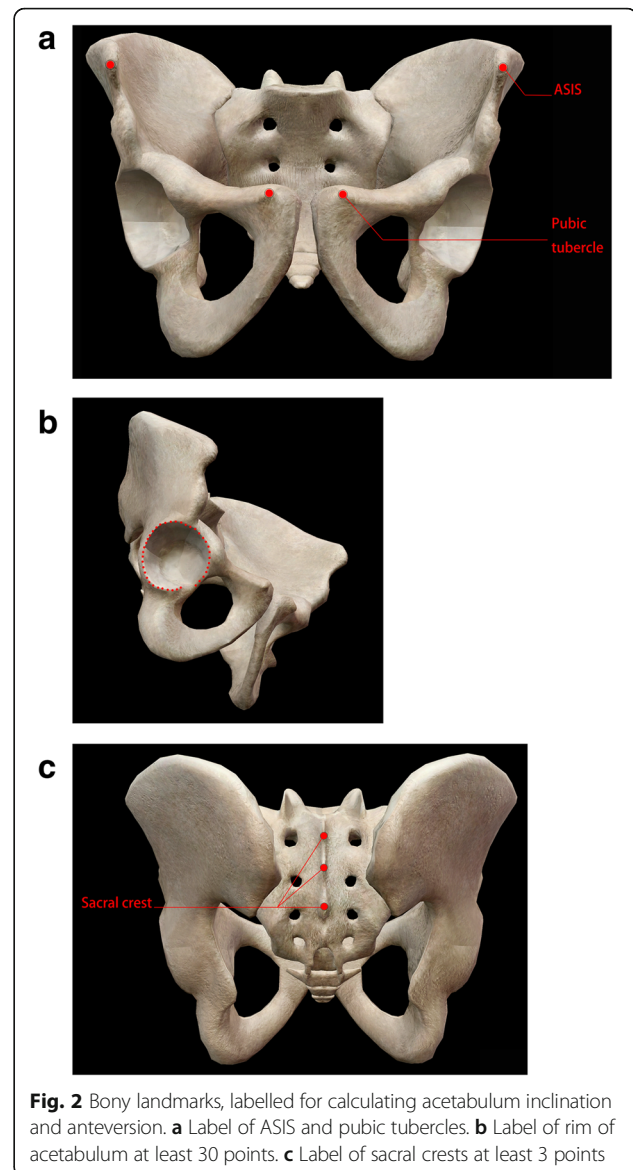 a
ASIS
Pubic
tubercle
b
c
Sacral crest
Fig. 2 Bony landmarks, labelled for calculating acetabulum inclination
and anteversion. a Label of ASIS and pubic tubercles. b Label of rim of
acetabulum at least 30 points. c Label of sacral crests at least 3 points